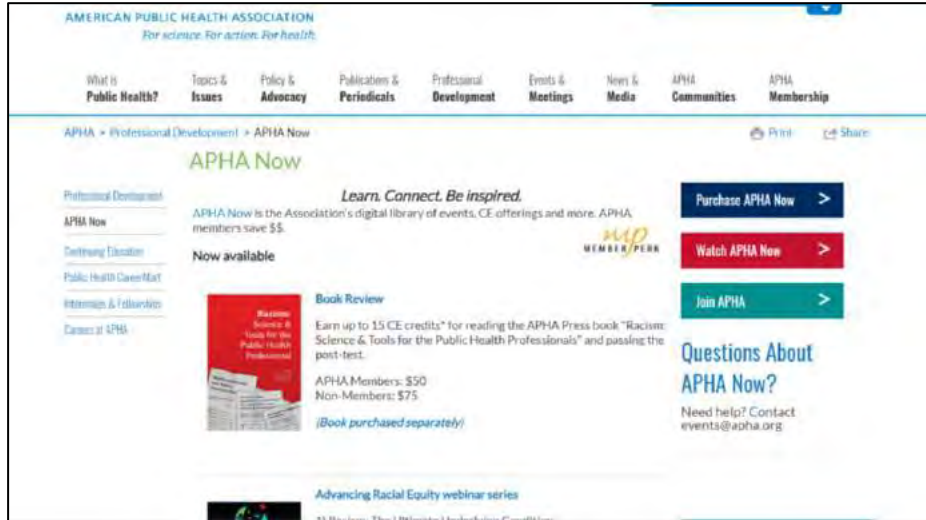 AMERICAN PUBLIC HEALTH ASSOCIATION
For science. For action. For health.
What is
Public Health?
Topics &
Issues
Policy &
Advocacy
Publications &
Periodicals
Professional
Development
Events &
Meetings
News &
Media
APHA
Communities
APHA
Membership
APHA > Professional Development > APHA Now
Print
Share
APHA Now
Professional Development
APHA Now
Continuing Education
Public Health CareerMart
Internships & Fellowships
Careers at APHA
Learn. Connect. Be inspired.
APHA Now is the Association's digital library of events, CE offerings and more. APHA
members save $$.
mp
MEMBER PERK
Now available
Racism:
Science &
Tools for the
Public Health
Professional
Book Review
Earn up to 15 CE credits* for reading the APHA Press book "Racism:
Science & Tools for the Public Health Professionals" and passing the
post-test.
APHA Members: $50
Non-Members: $75
(Book purchased separately)
Advancing Racial Equity webinar series
Purchase APHA Now >
Watch APHA Now >
Join APHA >
Questions About
APHA Now?
Need help? Contact
events@apha.org